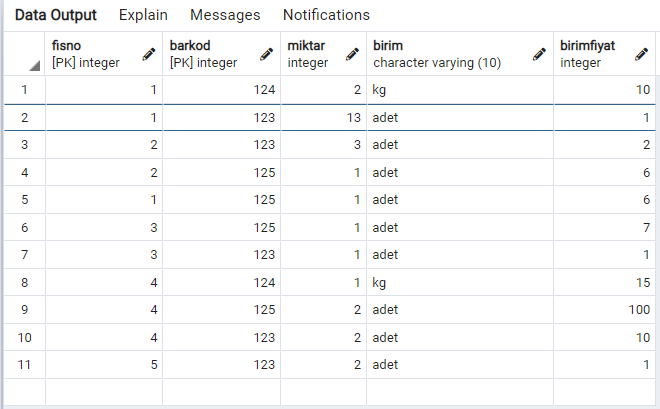 Data Output Explain Messages Notifications
fisno barkod miktar birim birimfiyat
[PK] integer [PK] integer integer character varying (10) integer
1 1 124 2 kg 10
2 1 123 13 adet 1
3 2 123 3 adet 2
4 2 125 1 adet 6
5 1 125 1 adet 6
6 3 125 1 adet 7
7 3 123 1 adet 1
8 4 124 1 kg 15
9 4 125 2 adet 100
10 4 123 2 adet 10
11 5 123 2 adet 1